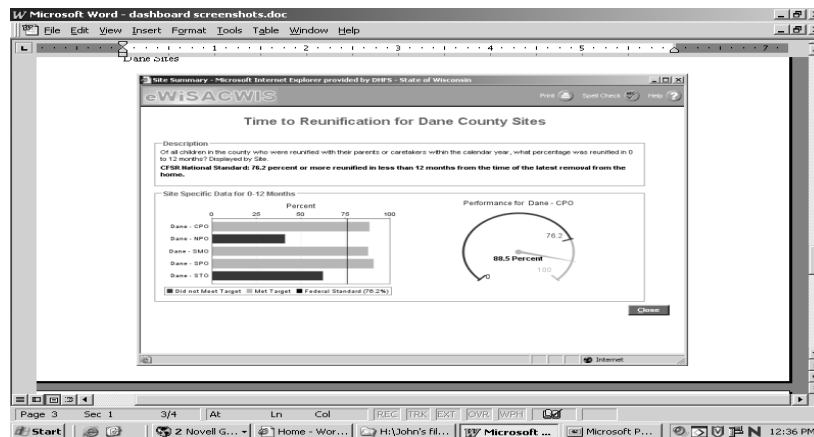 Microsoft Word - dashboard screenshots.doc
File Edit View Insert Format Tools Table Window Help
1 2 3 4 5 7
Dane Sites
Site Summary - Microsoft Internet Explorer provided by DHFS - State of Wisconsin
eWiSACWIS
Print Spell Check Help
Time to Reunification for Dane County Sites
Description
Of all children in the county who were reunified with their parents or caretakers within the calendar year, what percentage was reunified in 0
to 12 months? Displayed by Site.
CFSR National Standard: 76.2 percent or more reunified in less than 12 months from the time of the latest removal from the
home.
Site Specific Data for 0-12 Months
Percent
0 25 50 75 100
Dane - CPO
Dane - NPO
Dane - SMO
Dane - SPO
Dane - STO
Did not Meet Target Met Target Federal Standard (76.2%)
Performance for Dane - CPO
76.2
88.5 Percent
100
0
Close
Internet
Page 3 Sec 1 3/4 At Ln Col REC TRK EXT OVR WPH
Start 2 Novell G... Home - Wor... H:\John's fil... Microsoft ... Microsoft P... 12:36 PM